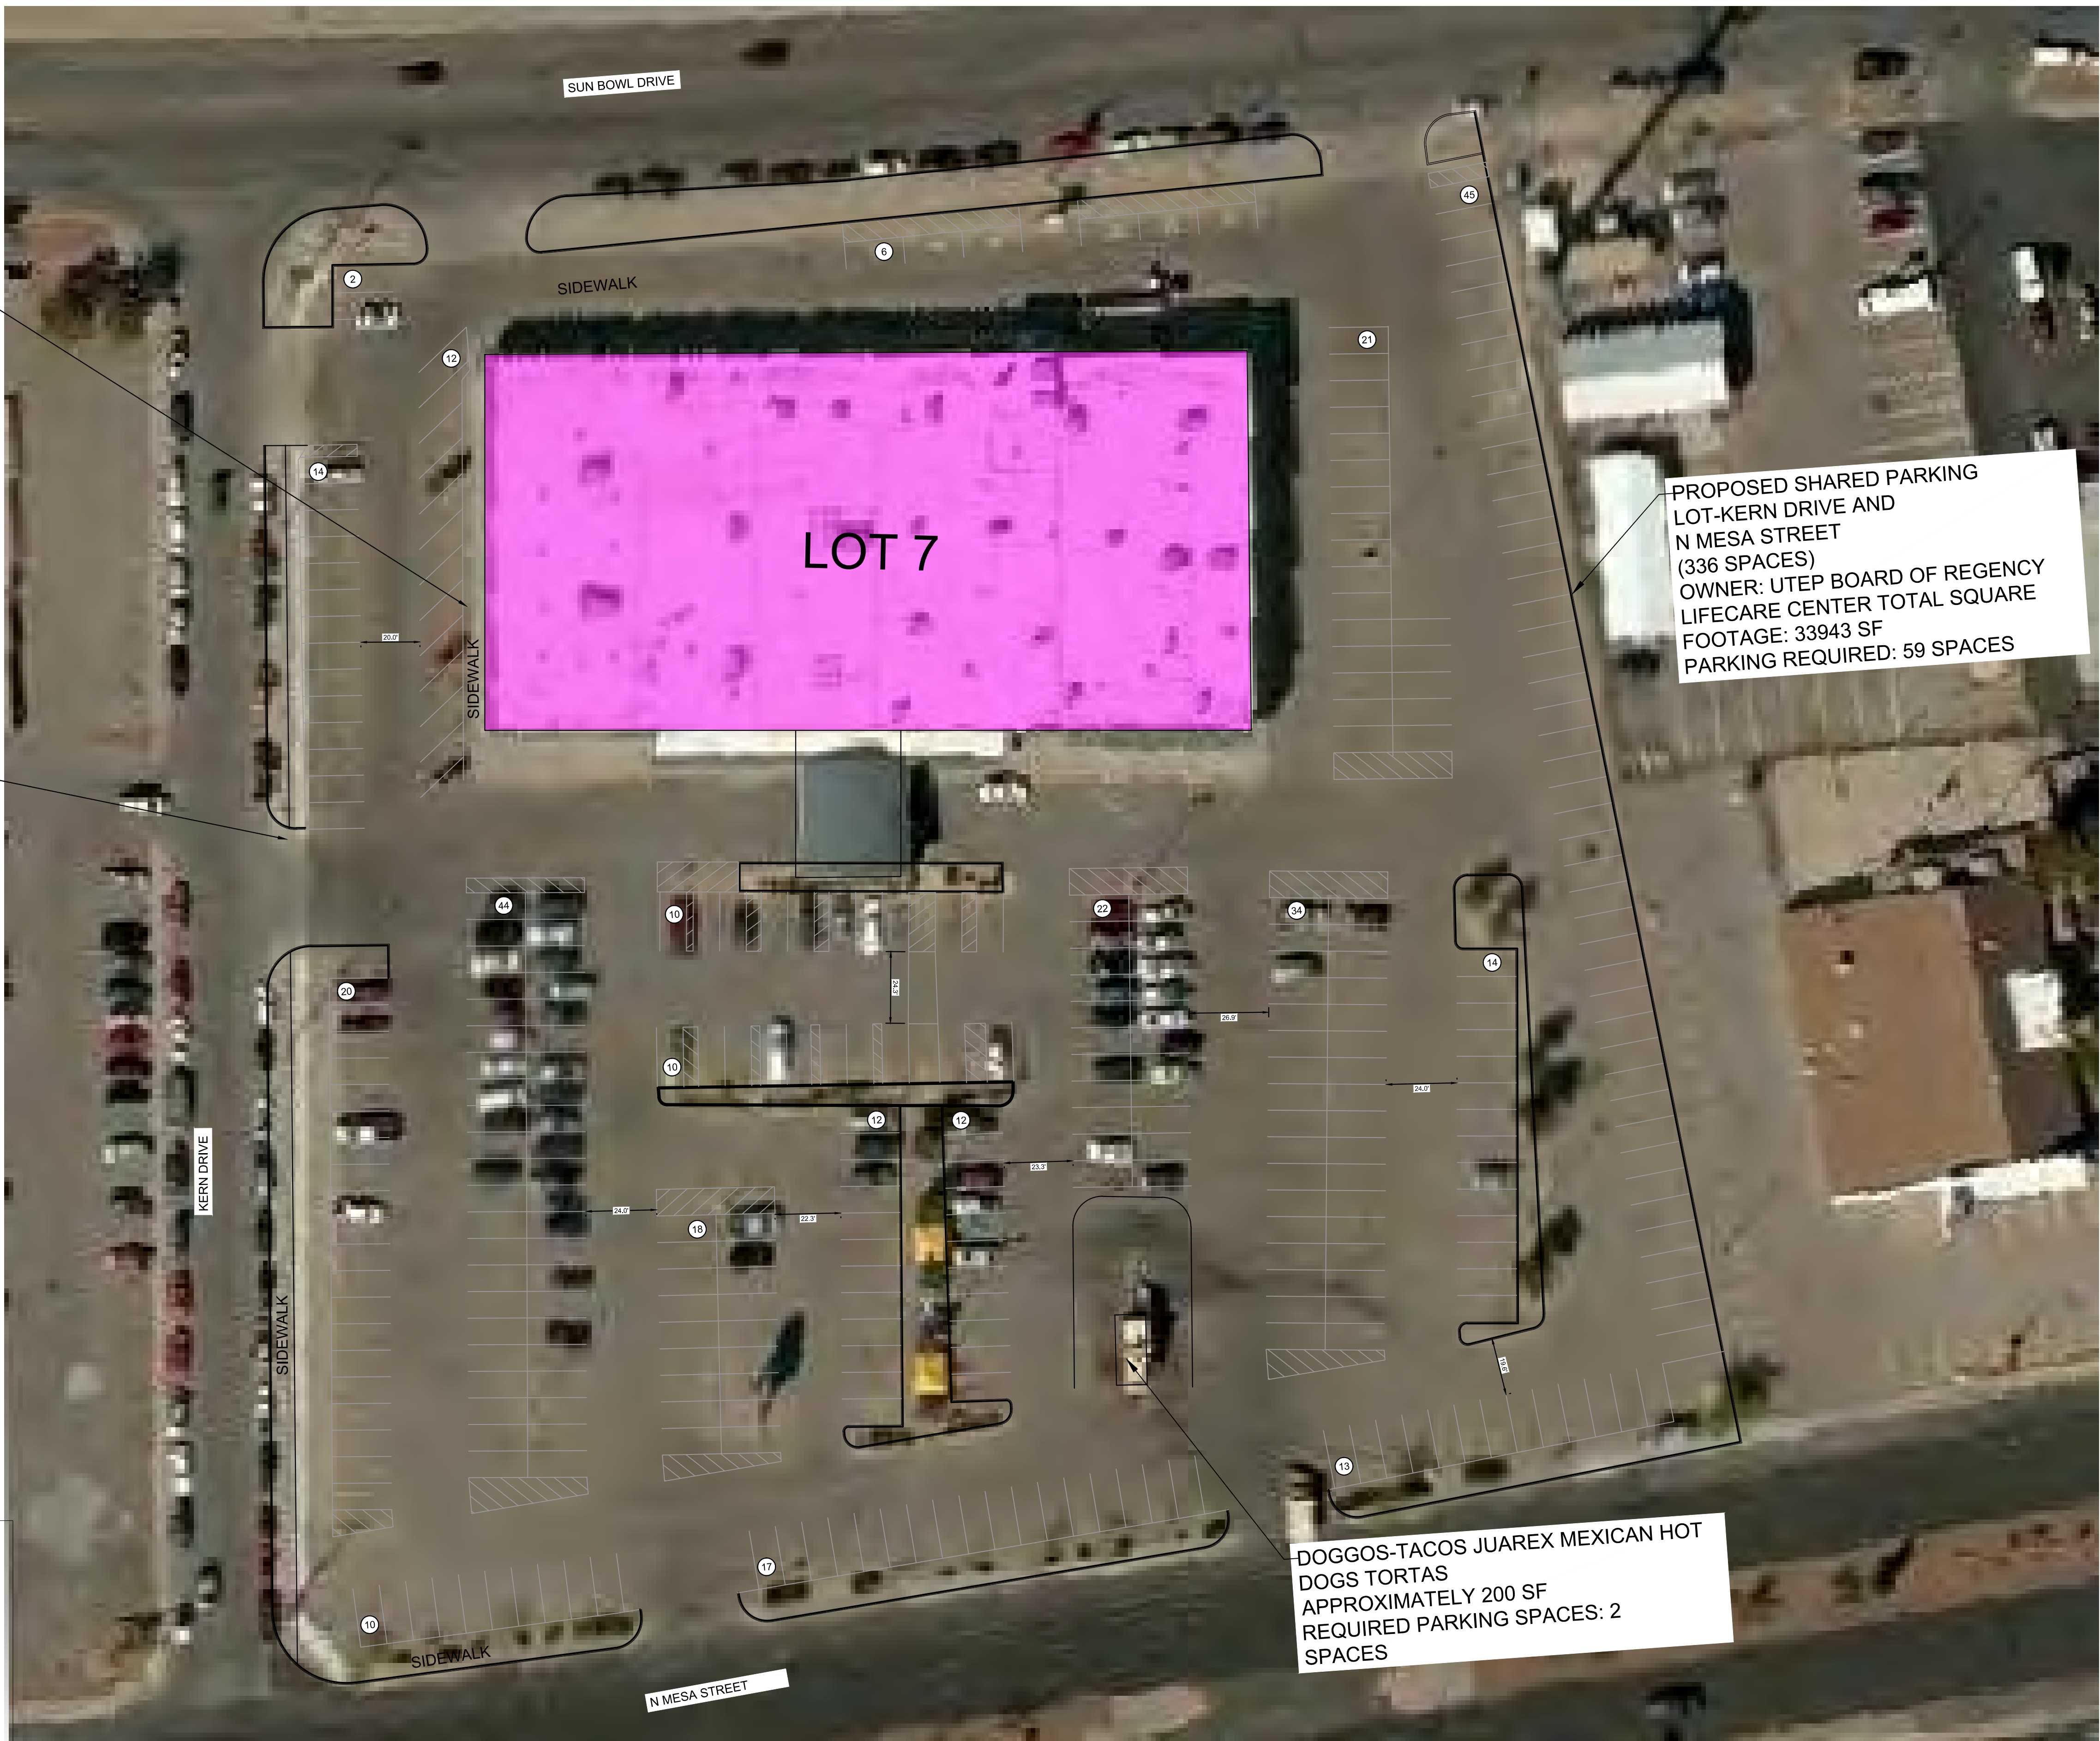 SUN BOWL DRIVE
45
6
2
SIDEWALK
12
21
14
LOT 7
PROPOSED SHARED PARKING
LOT-KERN DRIVE AND
N MESA STREET
(336 SPACES)
OWNER: UTEP BOARD OF REGENCY
LIFECARE CENTER TOTAL SQUARE
FOOTAGE: 33943 SF
PARKING REQUIRED: 59 SPACES
20.0'
SIDEWALK
44
10
22
34
14
20
24.3'
26.9'
10
24.0'
12
12
KERN DRIVE
23.3'
24.0'
22.3'
18
SIDEWALK
19.6'
13
17
DOGGOS-TACOS JUAREX MEXICAN HOT
DOGS TORTAS
APPROXIMATELY 200 SF
REQUIRED PARKING SPACES: 2
SPACES
10
SIDEWALK
N MESA STREET